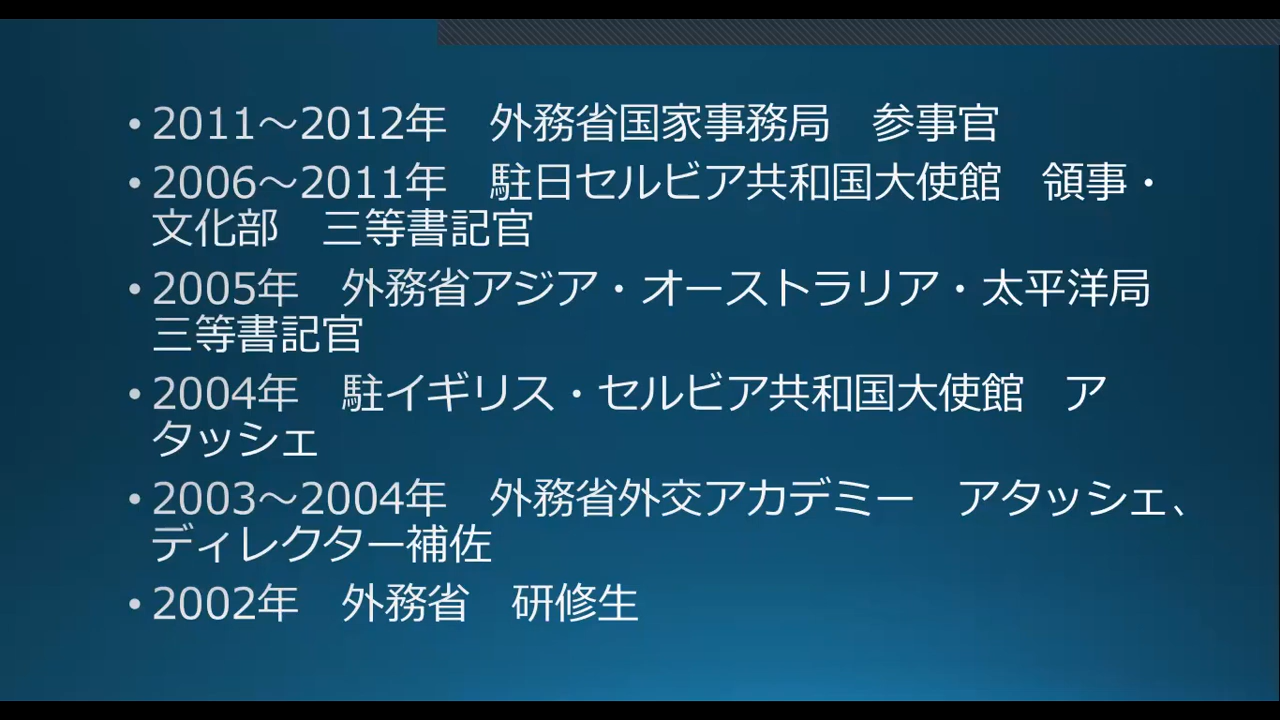 • 2011～2012年　外務省国家事務局　参事官
• 2006～2011年　駐日セルビア共和国大使館　領事・
文化部　三等書記官
• 2005年　外務省アジア・オーストラリア・太平洋局
三等書記官
• 2004年　駐イギリス・セルビア共和国大使館　ア
タッシェ
• 2003～2004年　外務省外交アカデミー　アタッシェ、
ディレクター補佐
• 2002年　外務省　研修生